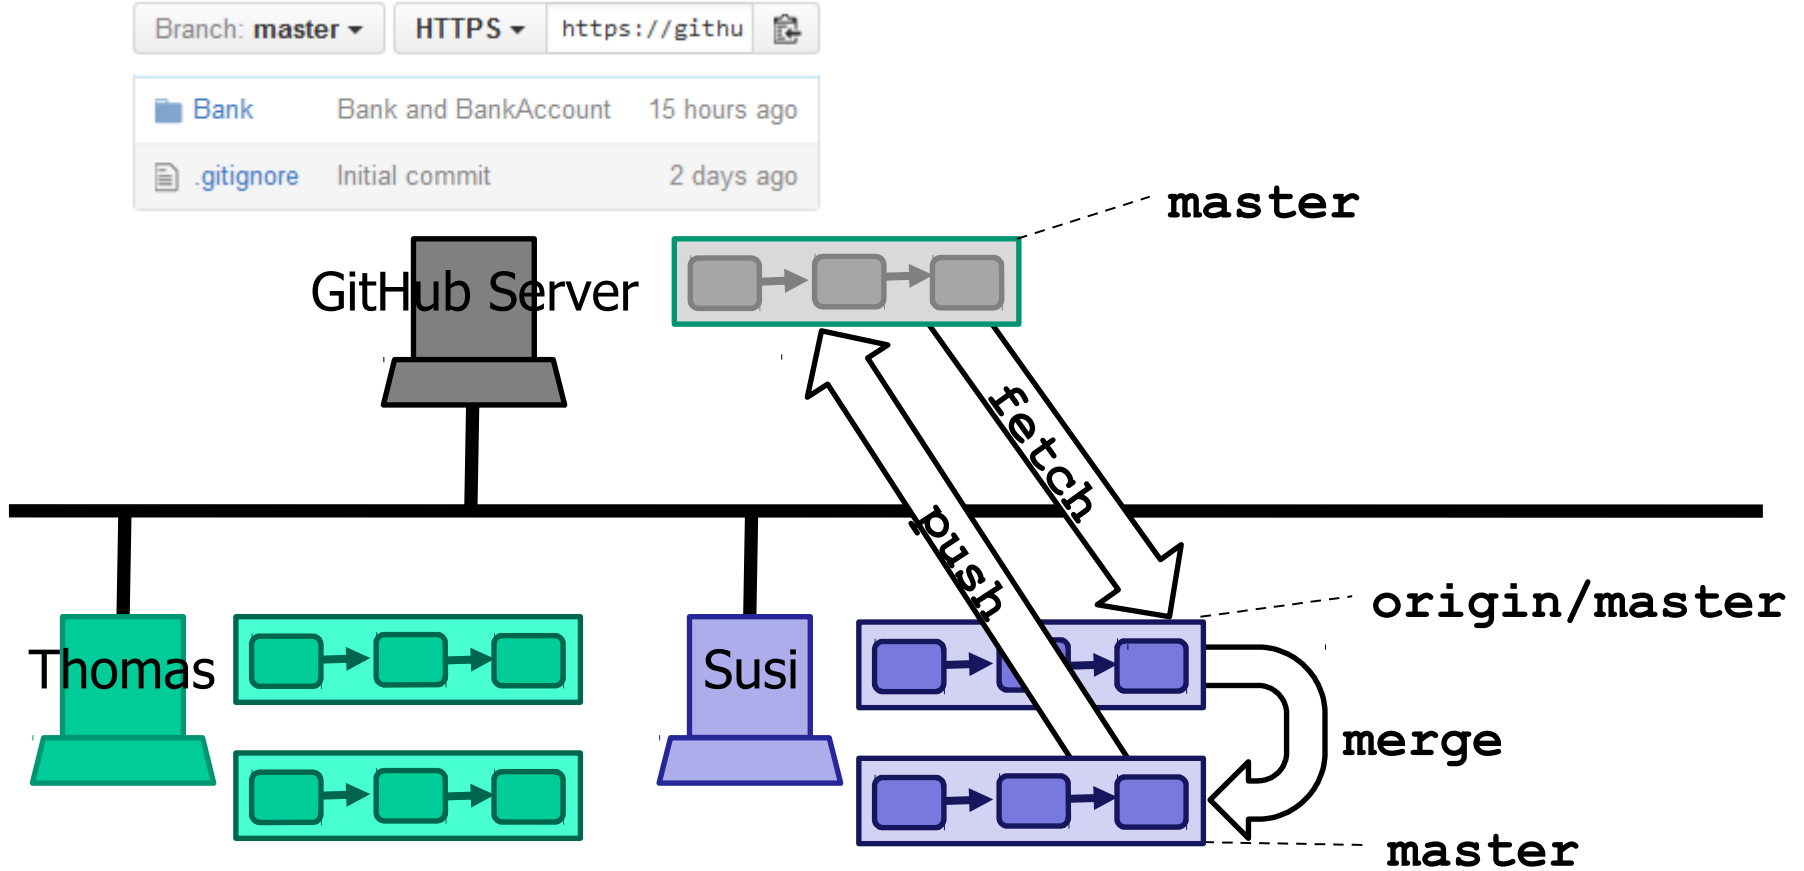 Branch: master HTTPS https://githu
Bank Bank and BankAccount 15 hours ago
.gitignore Initial commit 2 days ago
master
GitHub Server
fetch
push
origin/master
Thomas
Susi
merge
master